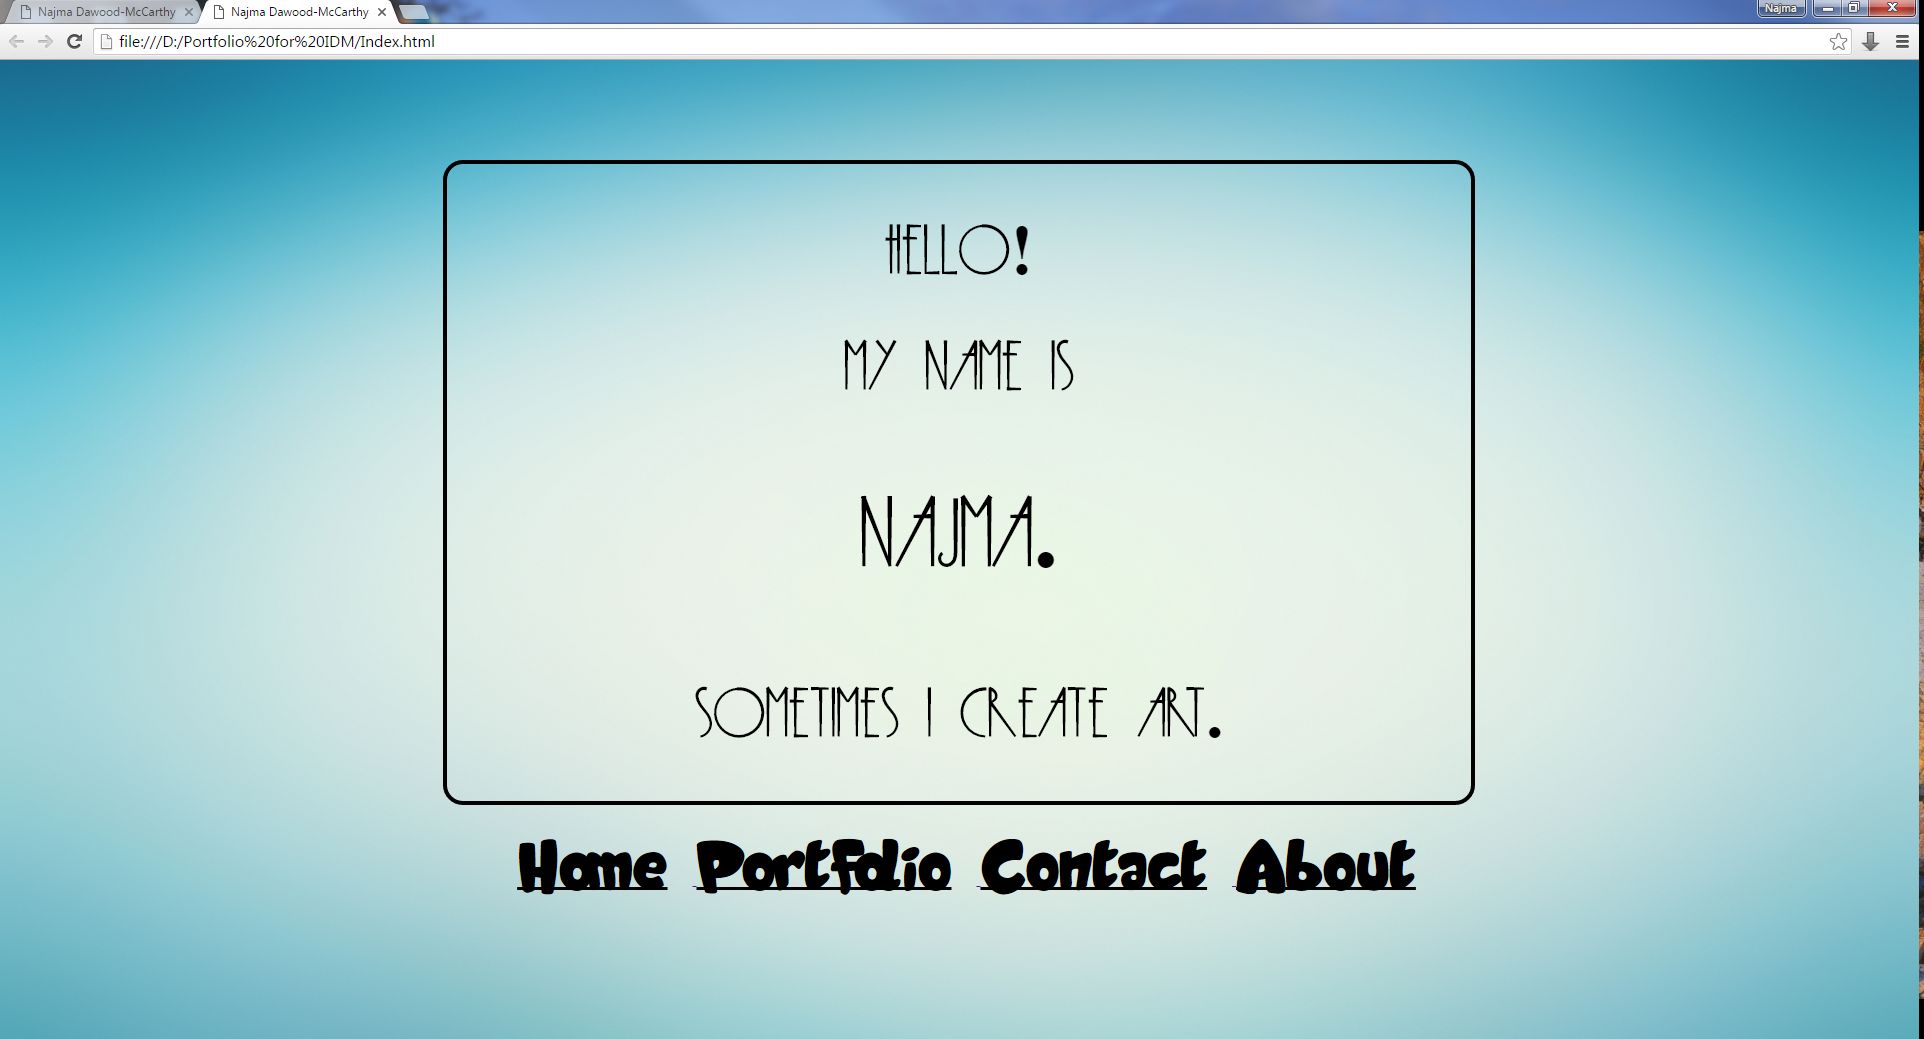 Najma Dawood-McCarthy Najma Dawood-McCarthy Najma
file:///D:/Portfolio%20for%20IDM/Index.html
HELLO!
MY NAME IS
NAJMA.
SOMETIMES I CREATE ART.
Home Portfolio Contact About